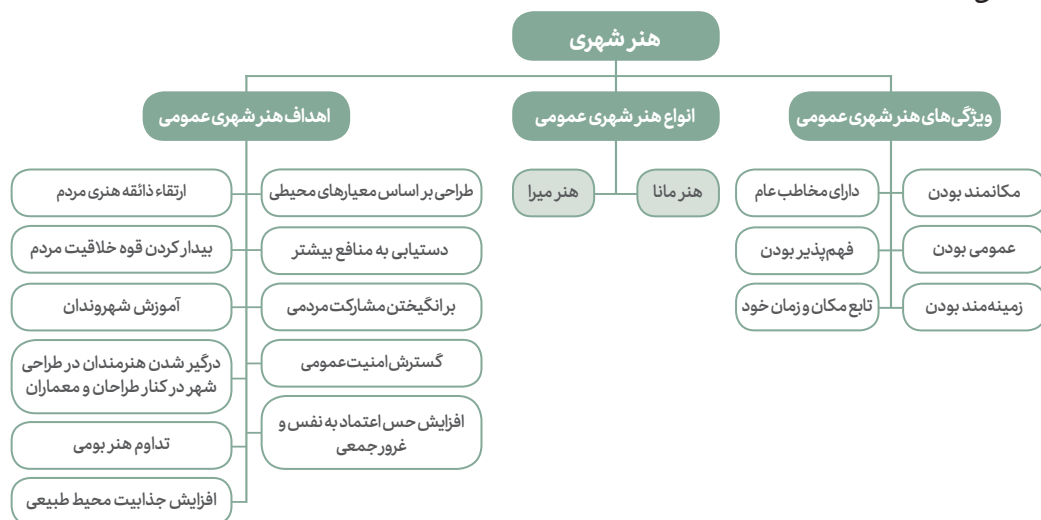 هنر شهری
ویژگی‌های هنر شهری عمومی
انواع هنر شهری عمومی
اهداف هنر شهری عمومی
مکانمند بودن
دارای مخاطب عام
عمومی بودن
فهم‌پذیر بودن
زمینه‌مند بودن
تابع مکان و زمان خود
هنر مانا
هنر میرا
طراحی بر اساس معیارهای محیطی
ارتقاء ذائقه هنری مردم
دستیابی به منافع بیشتر
بیدار کردن قوه خلاقیت مردم
برانگیختن مشارکت مردمی
آموزش شهروندان
گسترش امنیت عمومی
درگیر شدن هنرمندان در طراحی
شهر در کنار طراحان و معماران
افزایش حس اعتماد به نفس و
غرور جمعی
تداوم هنر بومی
افزایش جذابیت محیط طبیعی